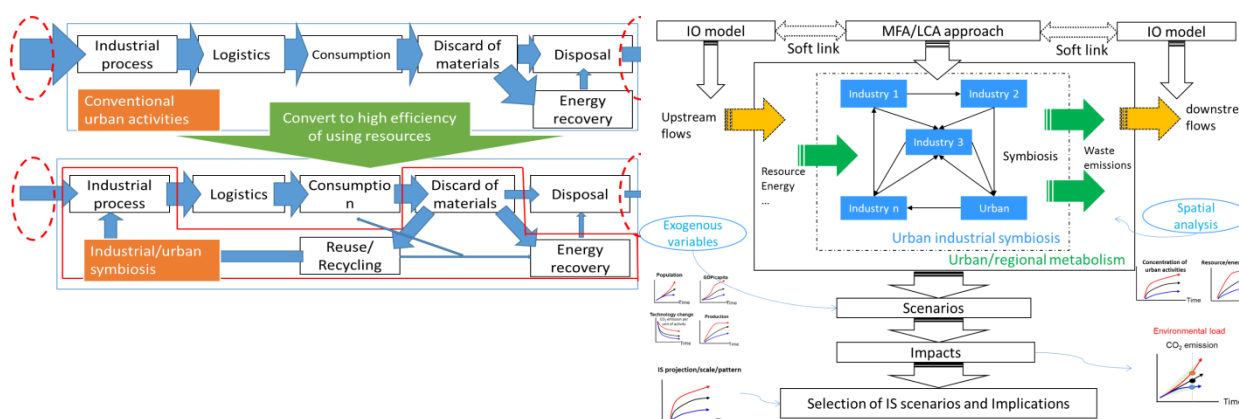 Industrial
process
Logistics
Consumption
Discard of
materials
Disposal
Energy
recovery
Conventional
urban activities
Convert to high efficiency
of using resources
Industrial
process
Logistics
Consumptio
n
Discard of
materials
Disposal
Industrial/urban
symbiosis
Reuse/
Recycling
Energy
recovery
IO model
Soft link
MFA/LCA approach
Soft link
IO model
Upstream
flows
Resource
Energy
...
Industry 1
Industry 2
Industry 3
Symbiosis
Industry n
Urban
Urban industrial symbiosis
Urban/regional metabolism
Waste
emissions
downstre
flows
Exogenous
variables
Spatial
analysis
Population
Time
GDP/capita
Time
Technology change
CO2 emission per
unit of activity
Time
Production
Time
IS projection/scale/pattern
Concentration of
urban activities
Time
Resource/ener
Scenarios
Impacts
Selection of IS scenarios and Implications
Environmental load
CO2 emission
Time